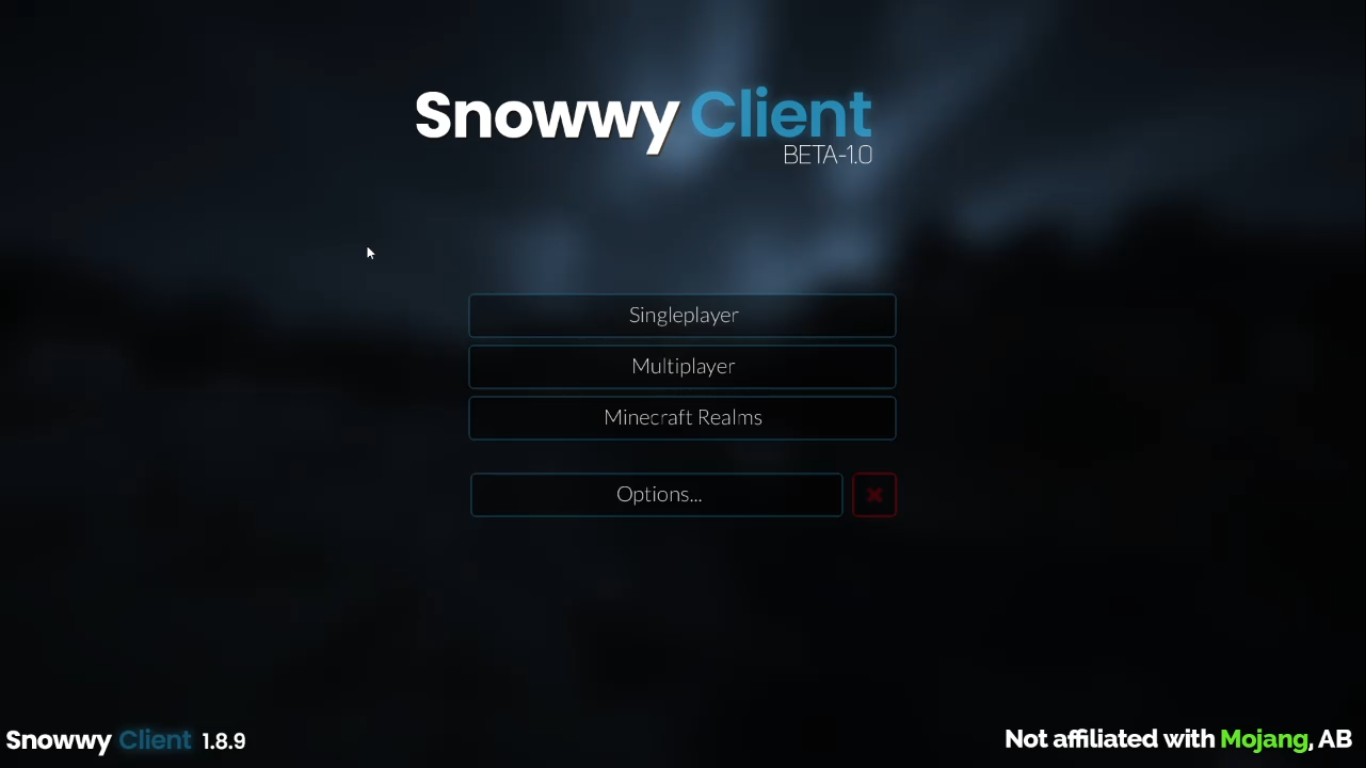 Snowwy Client
BETA-1.0
Singleplayer
Multiplayer
Minecraft Realms
Options...
Snowwy Client 1.8.9
Not affiliated with Mojang, AB